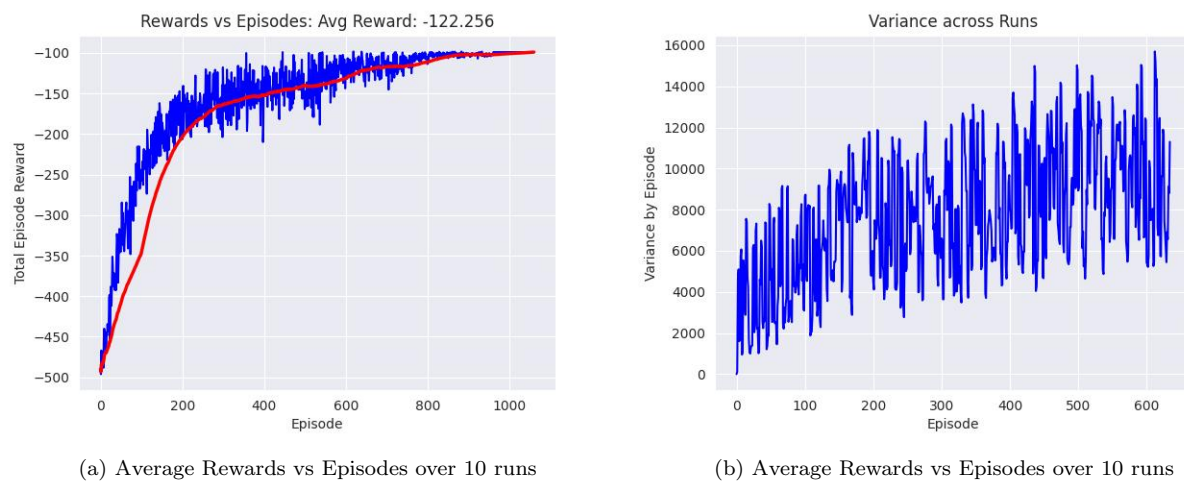 Rewards vs Episodes: Avg Reward: -122.256
−100
−150
−200
−250
−300
−350
−400
−450
−500
Total Episode Reward
0 200 400 600 800 1000
Episode
(a) Average Rewards vs Episodes over 10 runs
Variance across Runs
16000
14000
12000
10000
8000
6000
4000
2000
0
Variance by Episode
0 100 200 300 400 500 600
Episode
(b) Average Rewards vs Episodes over 10 runs